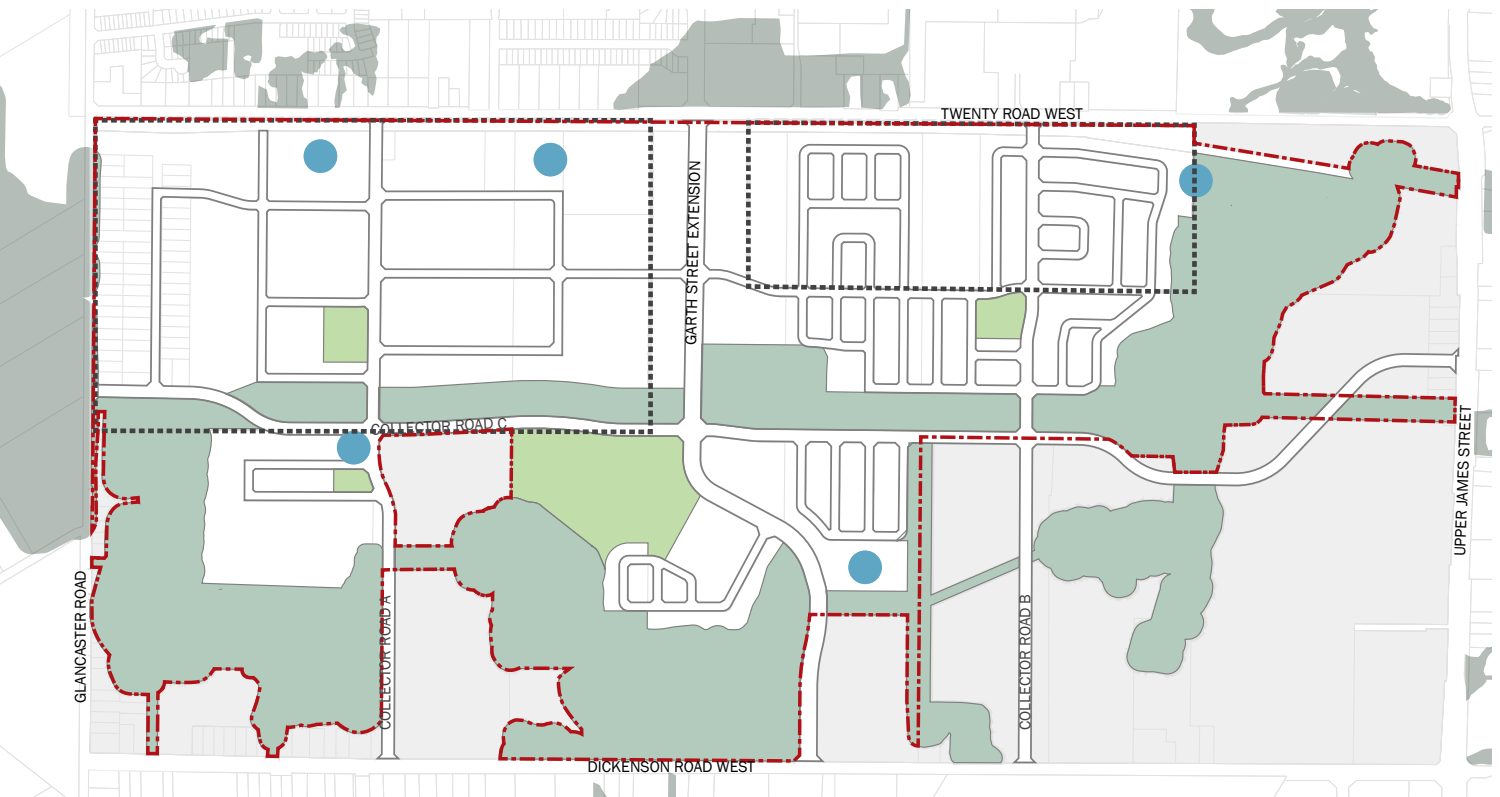 TWENTY ROAD WEST
GARTH STREET EXTENSION
COLLECTOR ROAD C
UPPER JAMES STREET
GLANCASTER ROAD
COLLECTOR ROAD A
COLLECTOR ROAD B
DICKENSON ROAD WEST